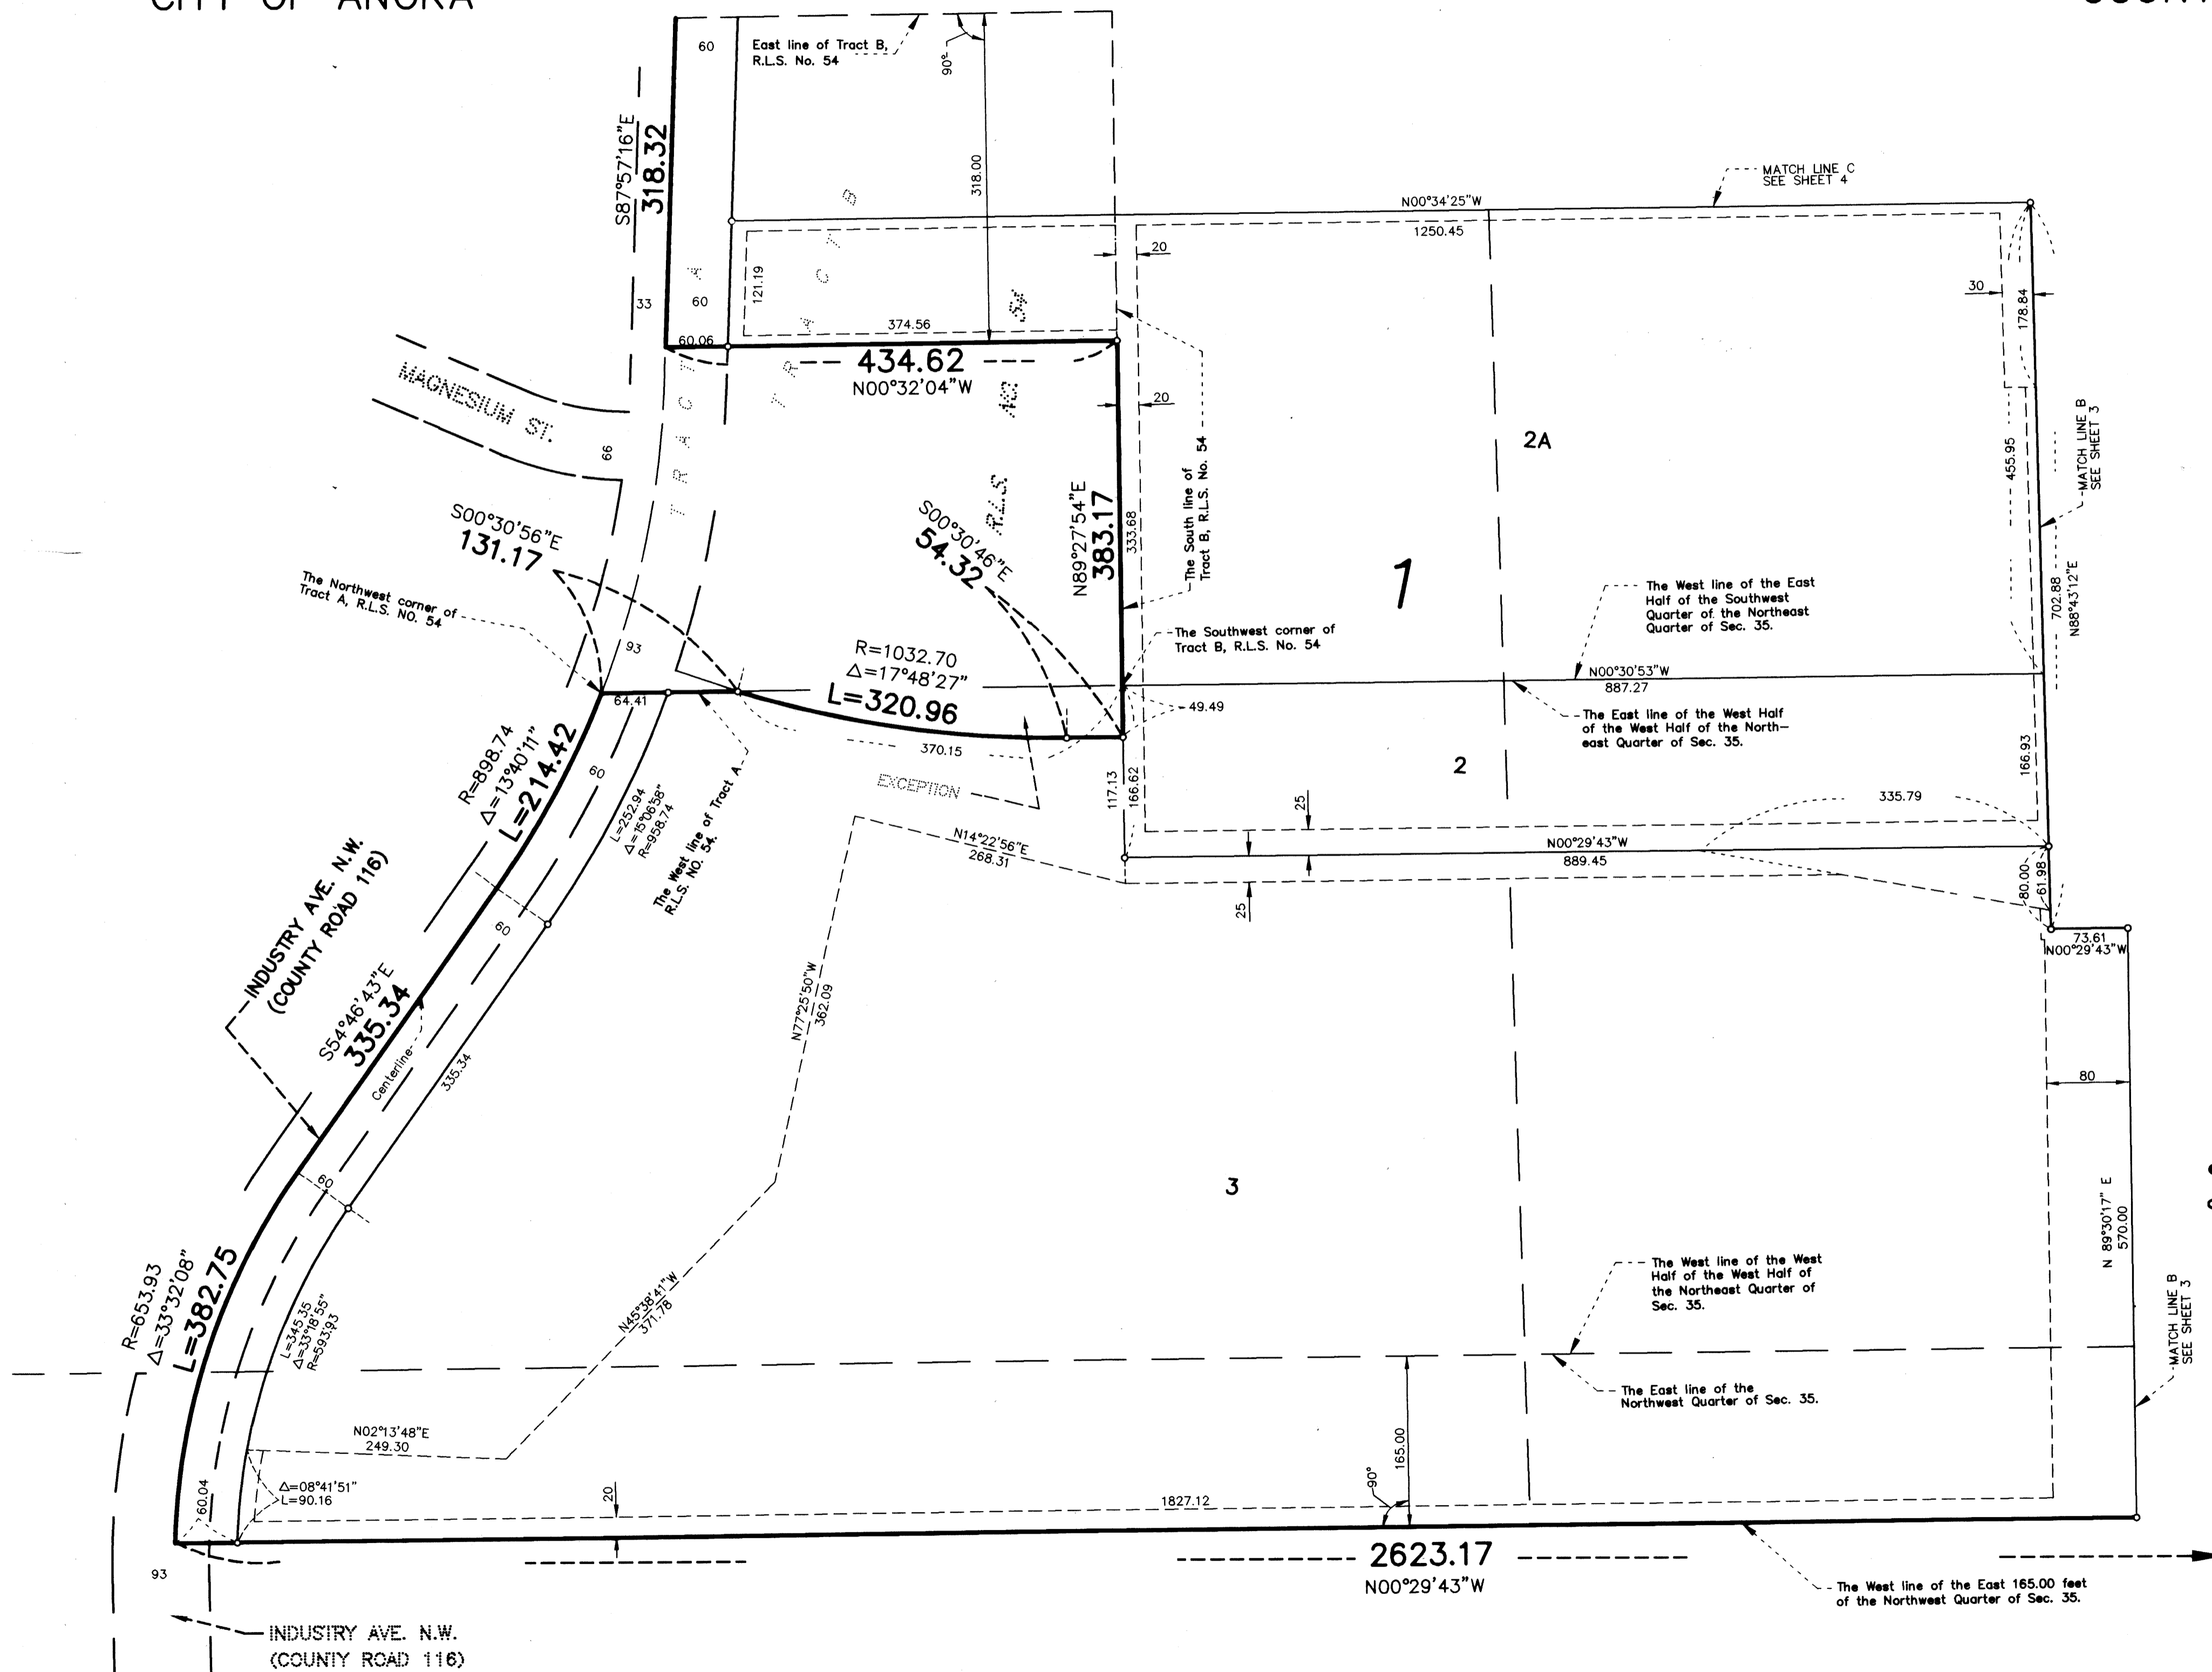 CITY OF ANOKA
60
East line of Tract B,
R.L.S. No. 54
90°
318.00
S87°57'16"E
318.32
33
60
TRACT A
TRACT B
R.L.S. NO. 54
121.19
374.56
60.06
434.62
N00°32'04"W
20
20
MATCH LINE C
SEE SHEET 4
N00°34'25"W
1250.45
30
178.84
455.95
MATCH LINE B
SEE SHEET 3
702.88
N88°43'12"E
2A
1
MAGNESIUM ST.
66
S00°30'56"E
131.17
The Northwest corner of
Tract A, R.L.S. NO. 54
S00°30'46"E
54.32
N89°27'54"E
383.17
333.68
The South line of
Tract B, R.L.S. No. 54
The Southwest corner of
Tract B, R.L.S. No. 54
The West line of the East
Half of the Southwest
Quarter of the Northeast
Quarter of Sec. 35.
N00°30'53"W
887.27
The East line of the West Half
of the West Half of the North-
east Quarter of Sec. 35.
93
64.41
R=1032.70
Δ=17°48'27"
L=320.96
370.15
49.49
EXCEPTION
117.13
166.62
2
166.93
335.79
25
N00°29'43"W
889.45
25
80.00
61.98
73.61
N00°29'43"W
R=898.74
Δ=13°40'11"
L=214.42
60
L=252.94
Δ=15°06'58"
R=958.74
The West line of Tract A
R.L.S. NO. 54.
N14°22'56"E
268.31
60
INDUSTRY AVE. N.W.
(COUNTY ROAD 116)
S54°46'43"E
335.34
Centerline
335.34
N77°25'50"W
362.09
80
N 89°30'17" E
570.00
3
60
R=653.93
Δ=33°32'08"
L=382.75
L=345.35
Δ=33°18'55"
R=593.93
N45°38'41"W
371.78
The West line of the West
Half of the West Half of
the Northeast Quarter of
Sec. 35.
The East line of the
Northwest Quarter of Sec. 35.
MATCH LINE B
SEE SHEET 3
165.00
90°
N02°13'48"E
249.30
60.04
Δ=08°41'51"
L=90.16
20
1827.12
2623.17
N00°29'43"W
The West line of the East 165.00 feet
of the Northwest Quarter of Sec. 35.
93
INDUSTRY AVE. N.W.
(COUNTY ROAD 116)